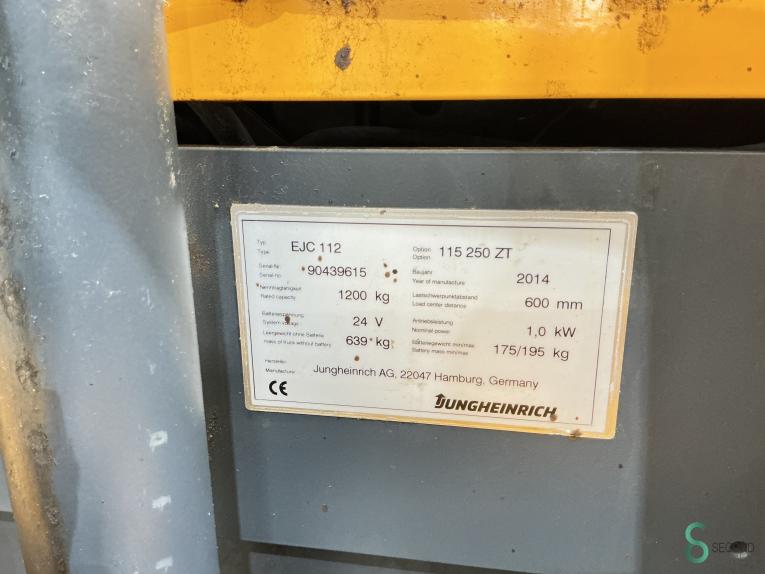 Typ. EJC 112 Option 115 250 ZT
Type Option
Serial-Nr. 90439615 Baujahr 2014
Serial-no. Year of manufacture
Nenntragfähigkeit 1200 kg Lastschwerpunktabstand 600 mm
Rated capacity Load center distance
Batteriespannung 24 V Antriebsleistung 1,0 kW
System voltage Nominal power
Leergewicht ohne Batterie 639 kg Batteriegewicht min/max 175/195 kg
mass of truck without battery Battery mass min/max
Hersteller Jungheinrich AG, 22047 Hamburg, Germany
Manufacturer
CE JUNGHEINRICH
SECOND